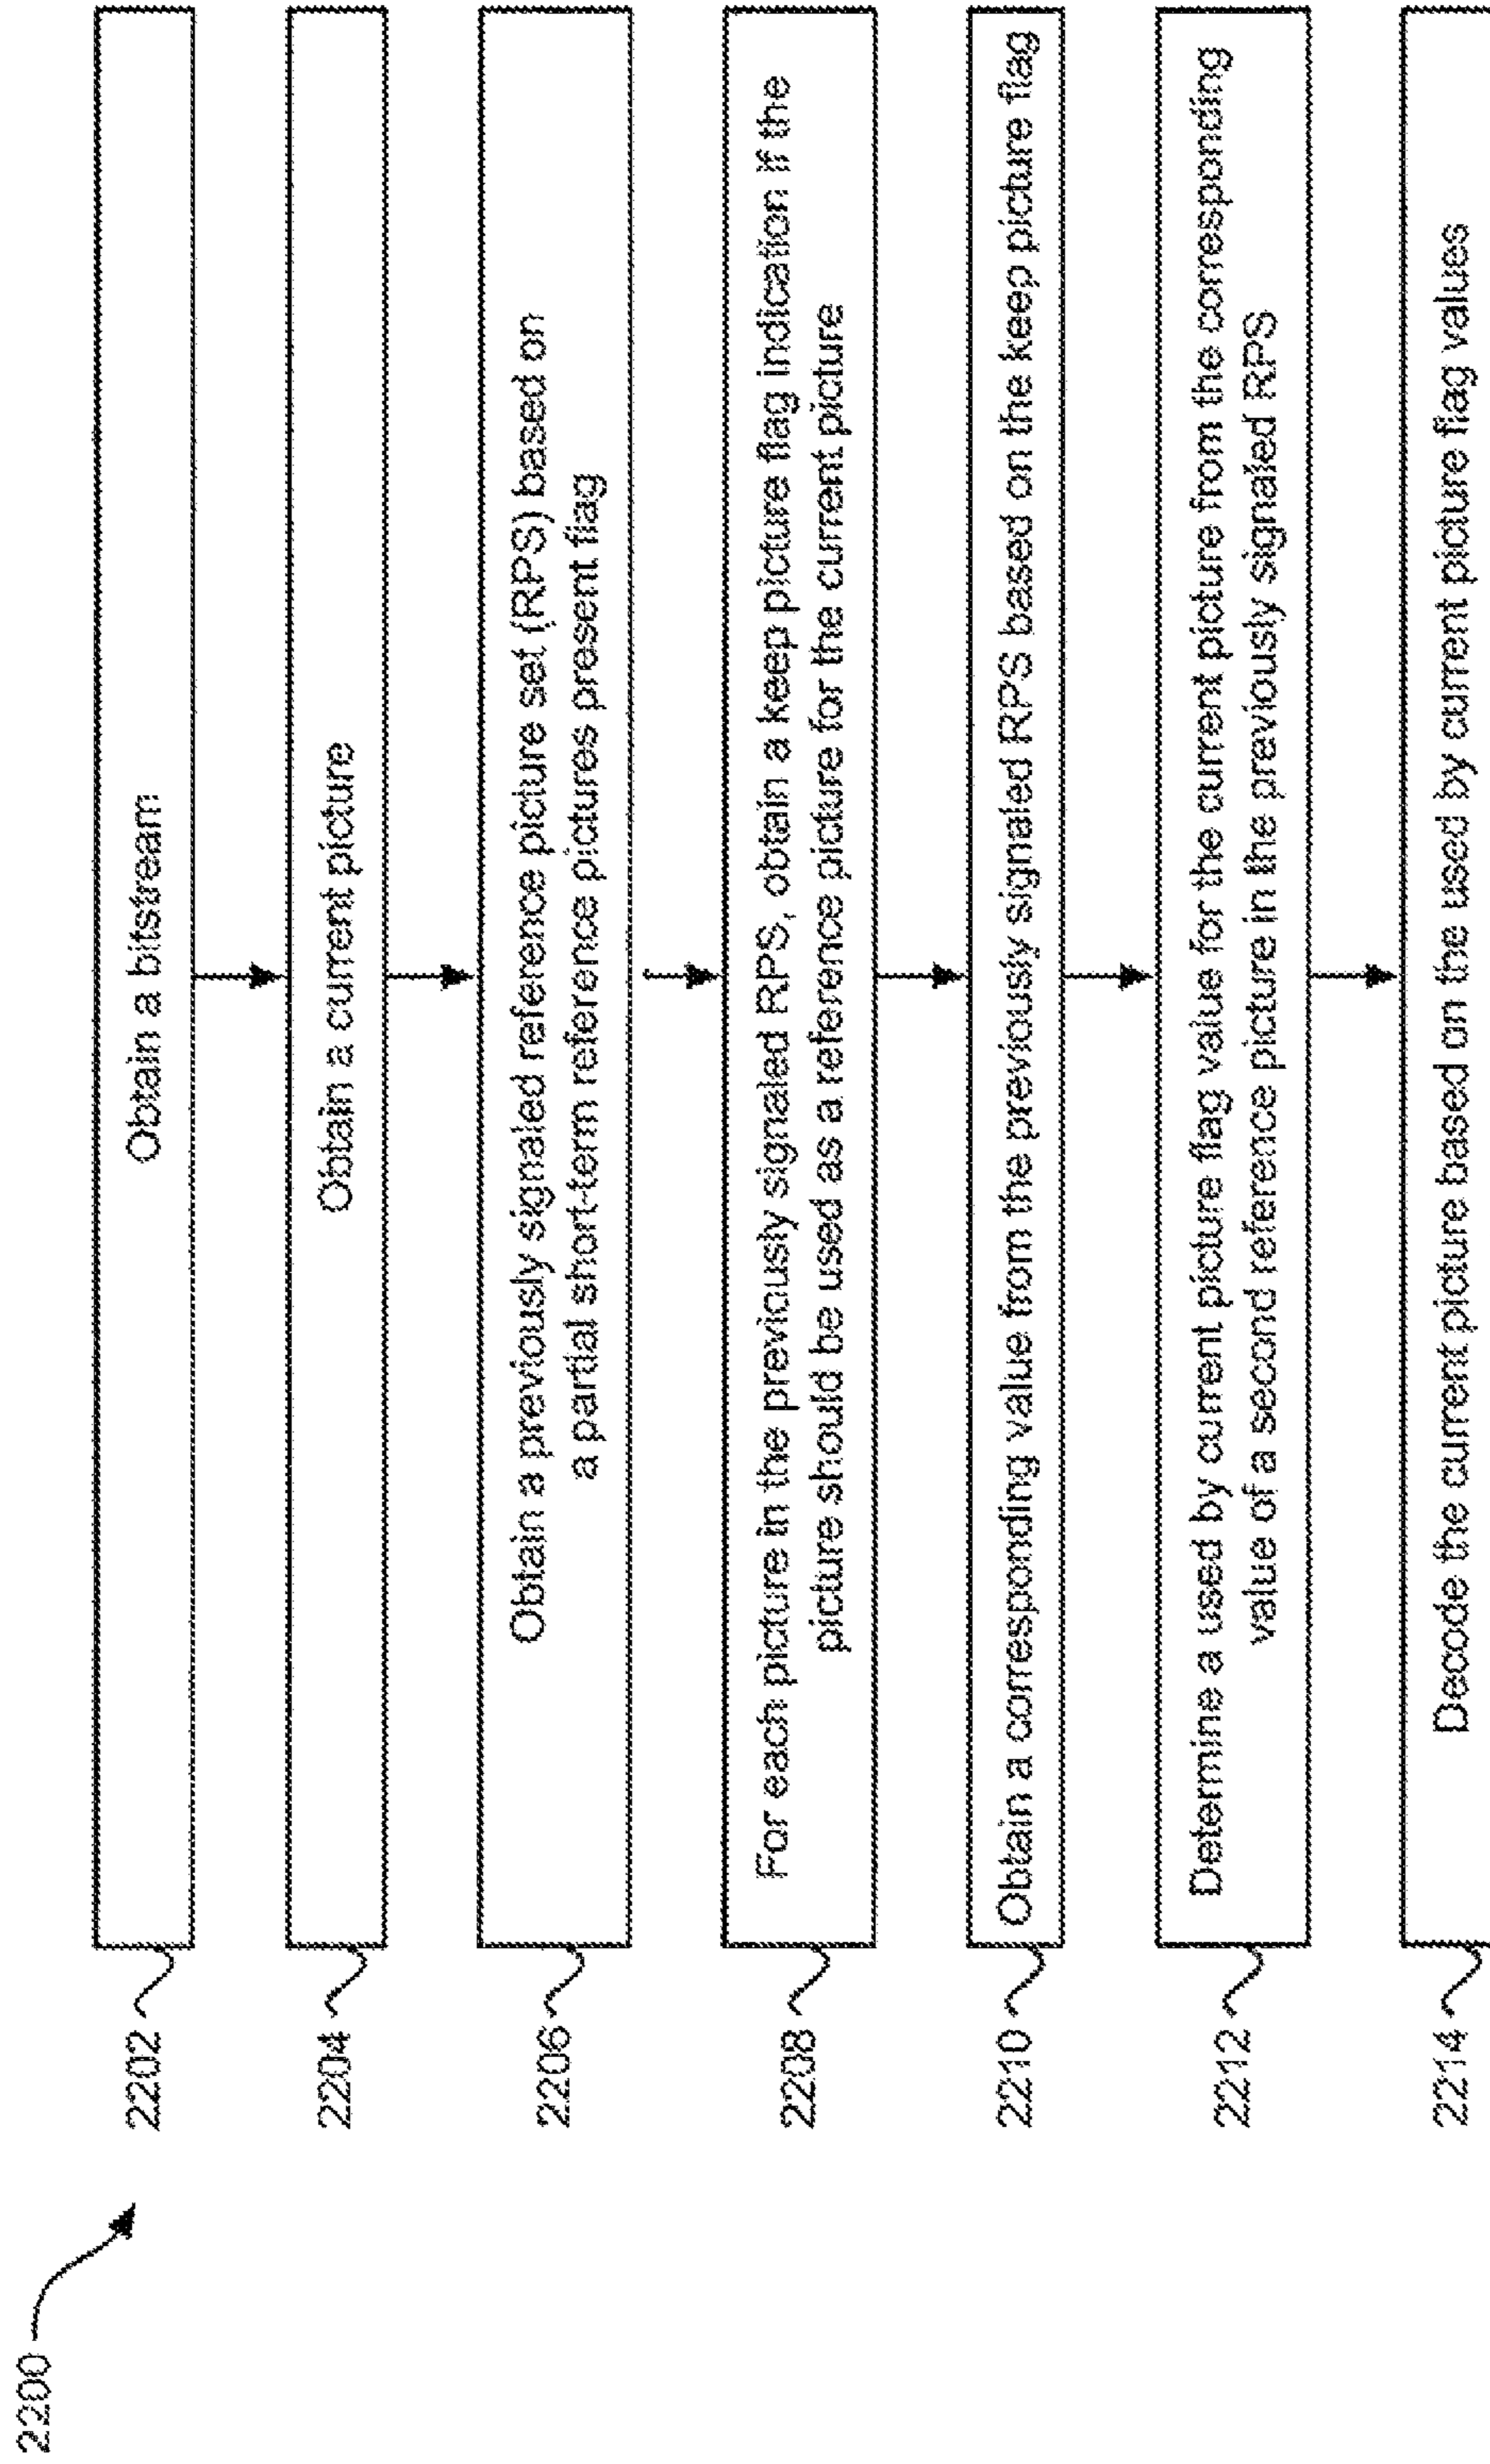 2200
2202
Obtain a bitstream
2204
Obtain a current picture
2206
Obtain a previously signaled reference picture set (RPS) based on
a partial short-term reference pictures present flag
2208
For each picture in the previously signaled RPS, obtain a keep picture flag indication if the
picture should be used as a reference picture for the current picture
2210
Obtain a corresponding value from the previously signaled RPS based on the keep picture flag
2212
Determine a used by current picture flag value for the current picture from the corresponding
value of a second reference picture in the previously signaled RPS
2214
Decode the current picture based on the used by current picture flag values